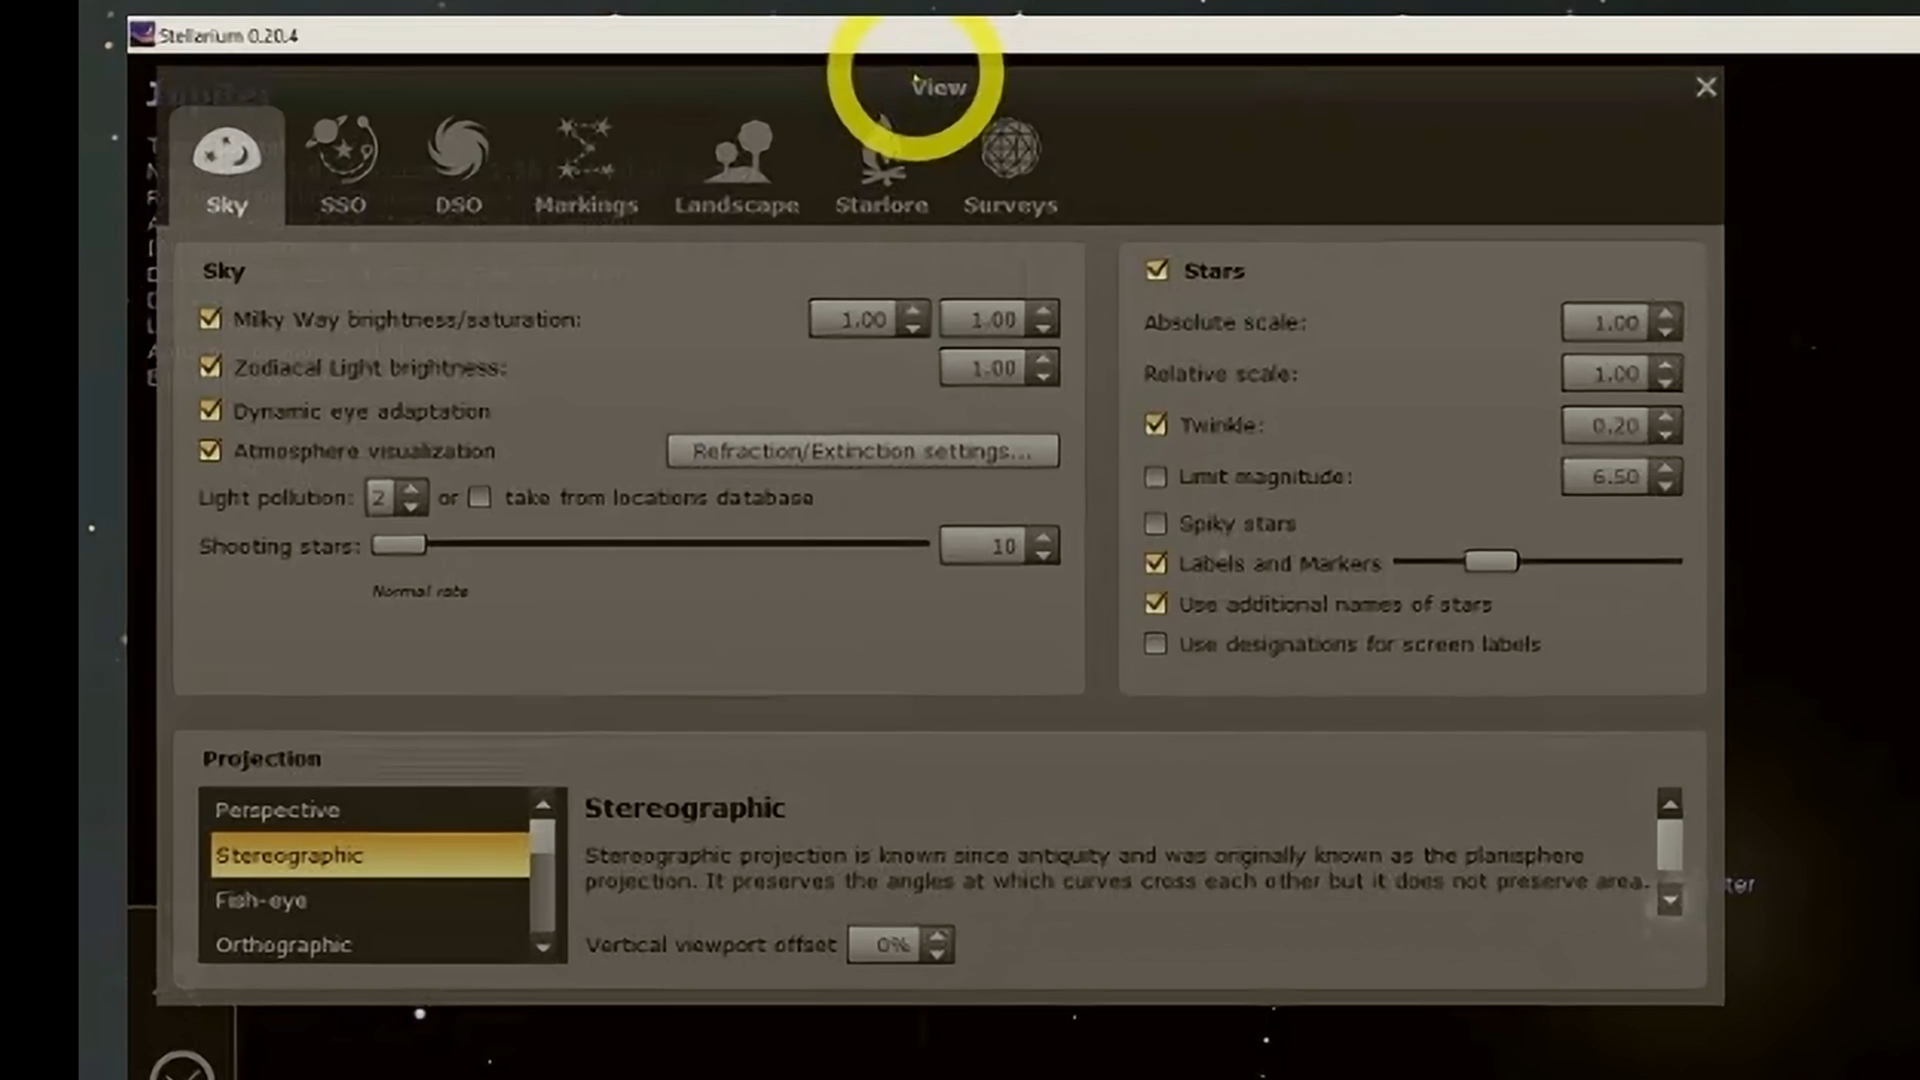 Stellarium 0.20.4
View
Sky SSO DSO Markings Landscape Starlore Surveys
Sky
Milky Way brightness/saturation: 1.00 1.00
Zodiacal Light brightness: 1.00
Dynamic eye adaptation
Atmosphere visualization Refraction/Extinction settings...
Light pollution: 2 or take from locations database
Shooting stars: 10
Normal rate
Stars
Absolute scale: 1.00
Relative scale: 1.00
Twinkle: 0.20
Limit magnitude: 6.50
Spiky stars
Labels and Markers
Use additional names of stars
Use designations for screen labels
Projection
Perspective
Stereographic
Fish-eye
Orthographic
Stereographic
Stereographic projection is known since antiquity and was originally known as the planisphere
projection. It preserves the angles at which curves cross each other but it does not preserve area.
Vertical viewport offset 0%